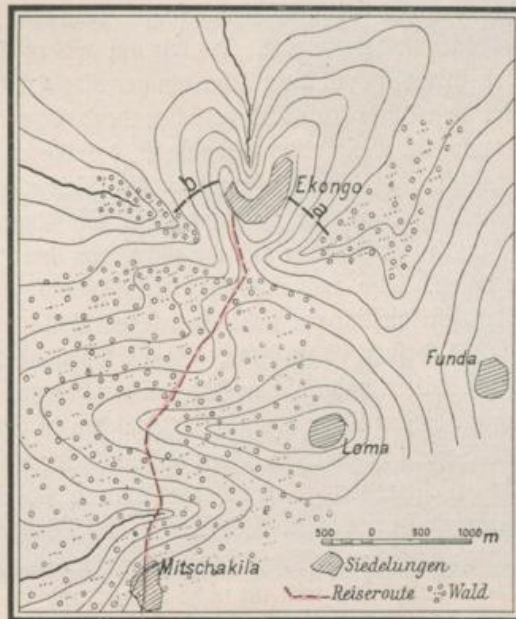 b
Ekongo
a
Funda
Loma
500 0 500 1000 m
Mitschakila
Siedelungen
Reiseroute Wald